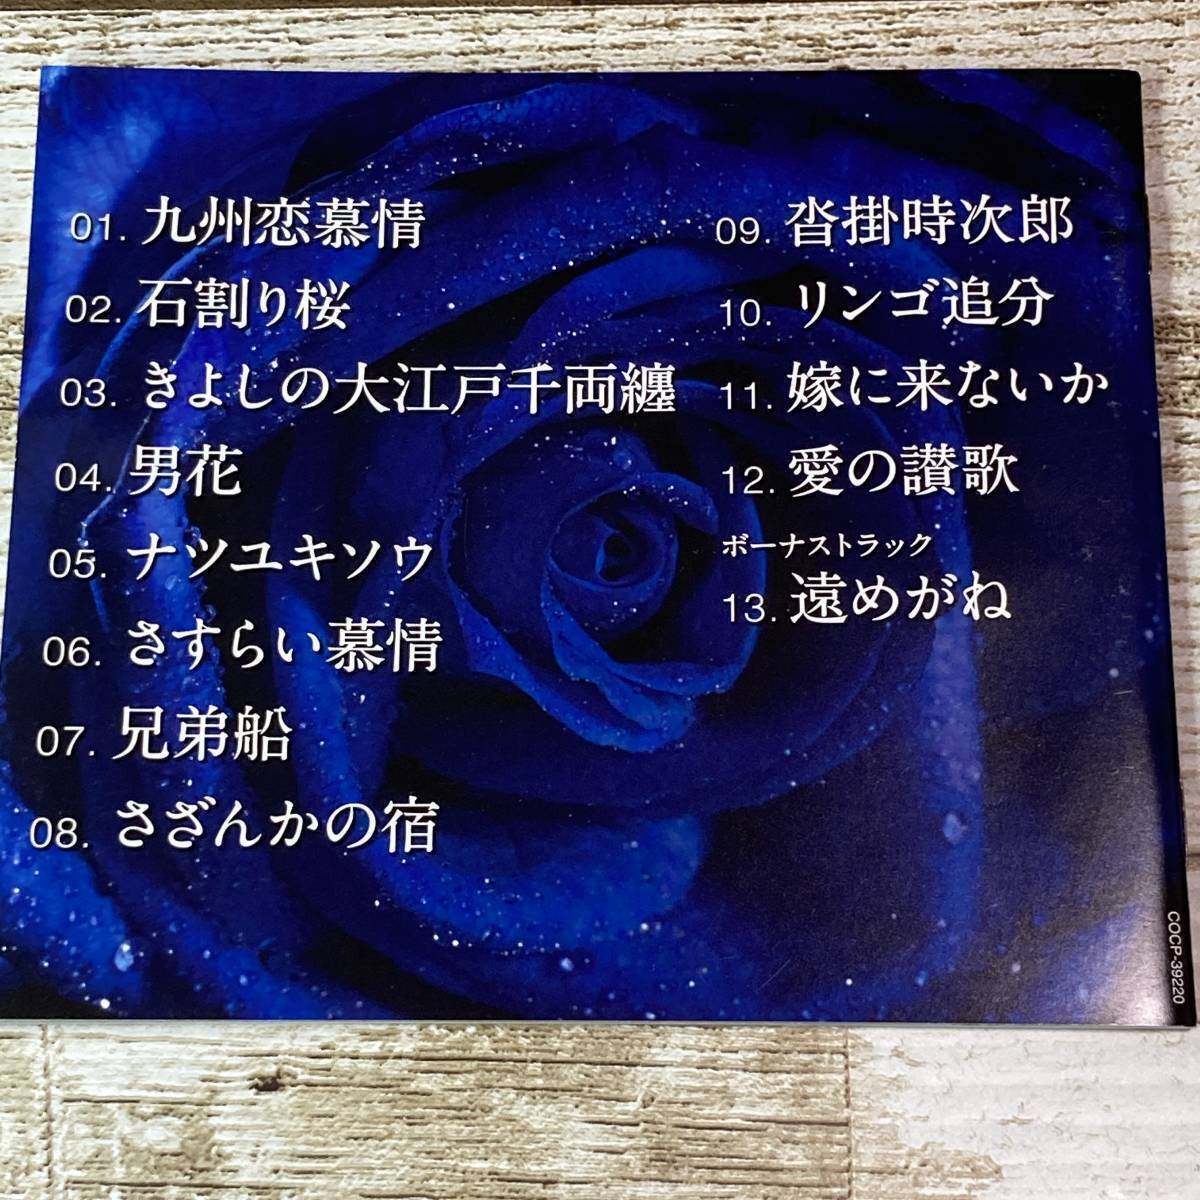 01. 九州恋慕情
02. 石割り桜
03. きよしの大江戸千両纏
04. 男花
05. ナツユキソウ
06. さすらい慕情
07. 兄弟船
08. さざんかの宿
09. 沓掛時次郎
10. リンゴ追分
11. 嫁に来ないか
12. 愛の讃歌
ボーナストラック
13. 遠めがね
COCP-39220